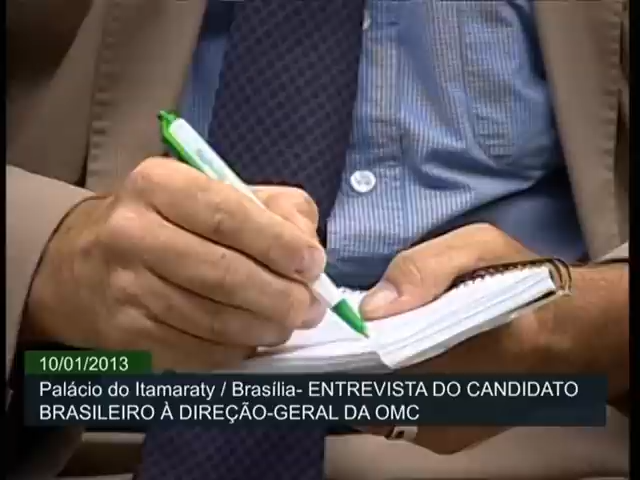 10/01/2013
Palácio do Itamaraty / Brasília- ENTREVISTA DO CANDIDATO
BRASILEIRO À DIREÇÃO-GERAL DA OMC